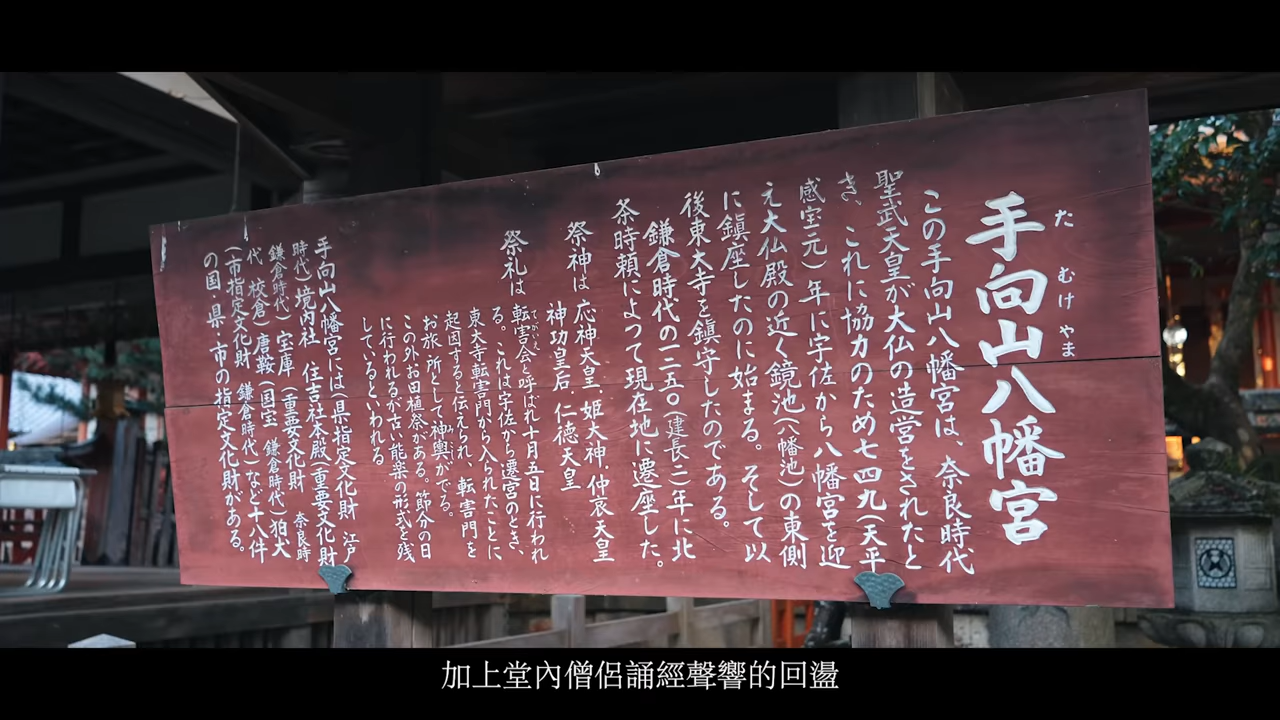 手向山八幡宮
た むけ やま
この手向山八幡宮は、奈良時代
聖武天皇が大仏の造営をされたと
き、これに協力のため七四九(天平
感宝元)年に宇佐から八幡宮を迎
え大仏殿の近く鏡池(八幡池)の東側
に鎮座したのに始まる。そして以
後東大寺を鎮守したのである。
鎌倉時代の一二五〇(建長二)年に北
条時頼によって現在地に遷座した。
祭神は 応神天皇.姫大神.仲哀天皇
神功皇后.仁徳天皇
祭礼は 転害会と呼ばれ十月五日に行われ
てがえ
る。これは宇佐から遷宮のとき、
東大寺転害門から入られたことに
起因すると伝えられ、転害門を
お旅所として神輿がでる。
みこし
この外お田植祭がある。節分の日
に行われるが古い能楽の形式を残
しているといわれる
手向山八幡宮には(県指定文化財 江戸
時代)境内社 住吉社本殿(重要文化財
鎌倉時代)宝庫(重要文化財 奈良時
代 校倉)唐鞍(国宝 鎌倉時代)狛犬
(市指定文化財 鎌倉時代)など十八件
の国・県・市の指定文化財がある。
加上堂內僧侶誦經聲響的回盪